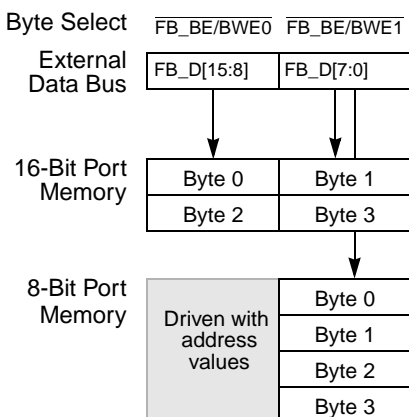 Byte Select FB_BE/BWE0 FB_BE/BWE1
External Data Bus FB_D[15:8] FB_D[7:0]
16-Bit Port Memory Byte 0 Byte 1
Byte 2 Byte 3
8-Bit Port Memory
Driven with address values
Byte 0
Byte 1
Byte 2
Byte 3